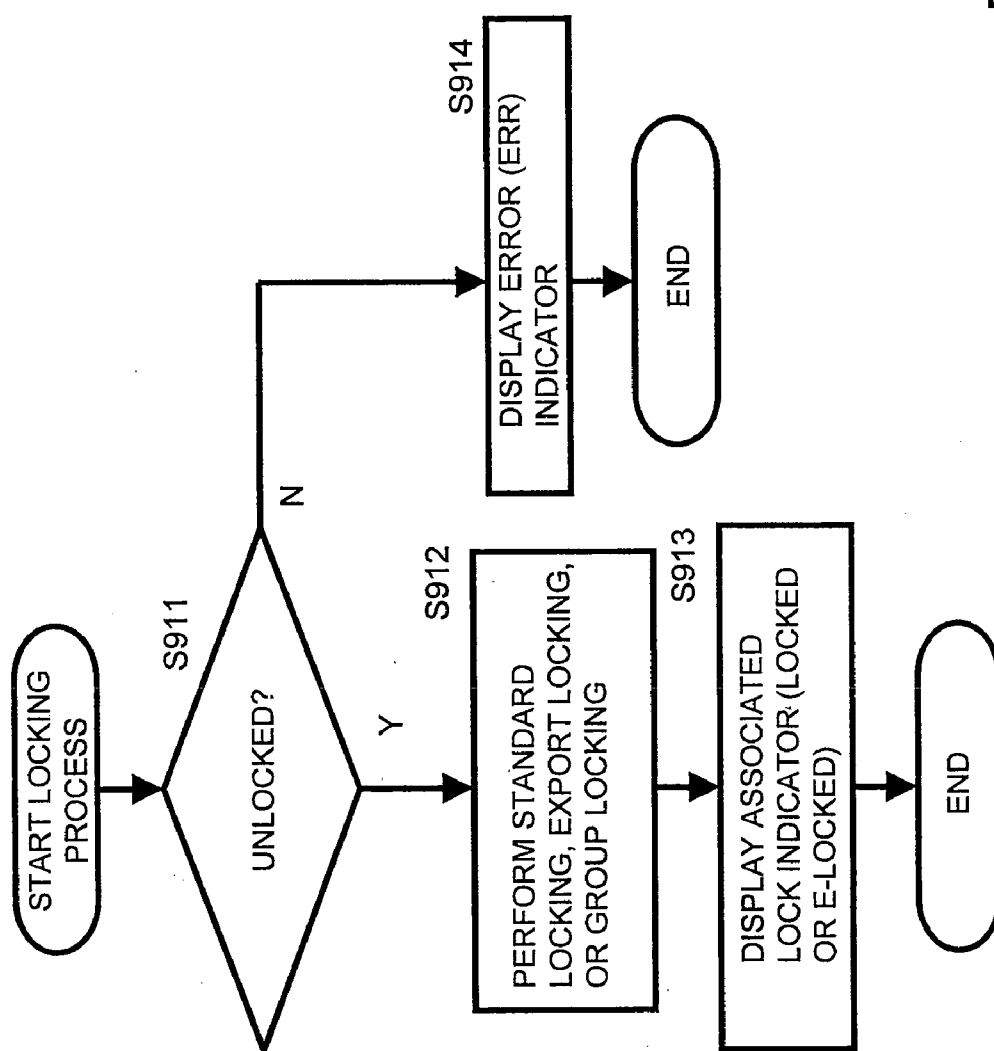 START LOCKING
PROCESS
S911
UNLOCKED?
N
Y
S912
PERFORM STANDARD
LOCKING, EXPORT LOCKING,
OR GROUP LOCKING
S913
DISPLAY ASSOCIATED
LOCK INDICATOR (LOCKED
OR E-LOCKED)
END
S914
DISPLAY ERROR (ERR)
INDICATOR
END